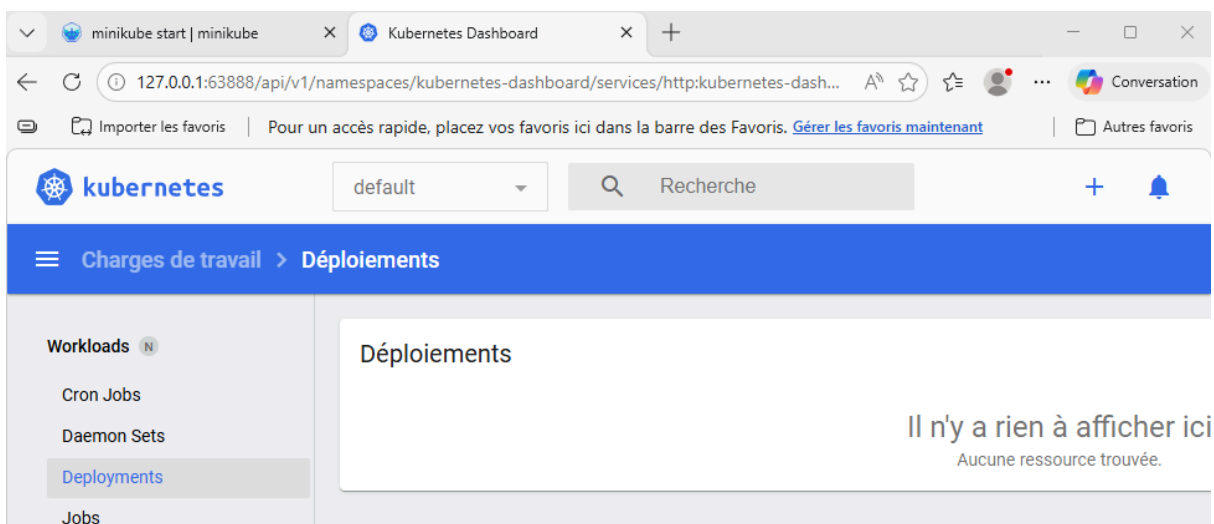 minikube start | minikube
Kubernetes Dashboard
127.0.0.1:63888/api/v1/namespaces/kubernetes-dashboard/services/http:kubernetes-dash...
Conversation
Importer les favoris
Pour un accès rapide, placez vos favoris ici dans la barre des Favoris. Gérer les favoris maintenant
Autres favoris
kubernetes
default
Recherche
Charges de travail > Déploiements
Workloads N
Déploiements
Cron Jobs
Il n'y a rien à afficher ici
Daemon Sets
Aucune ressource trouvée.
Deployments
Jobs